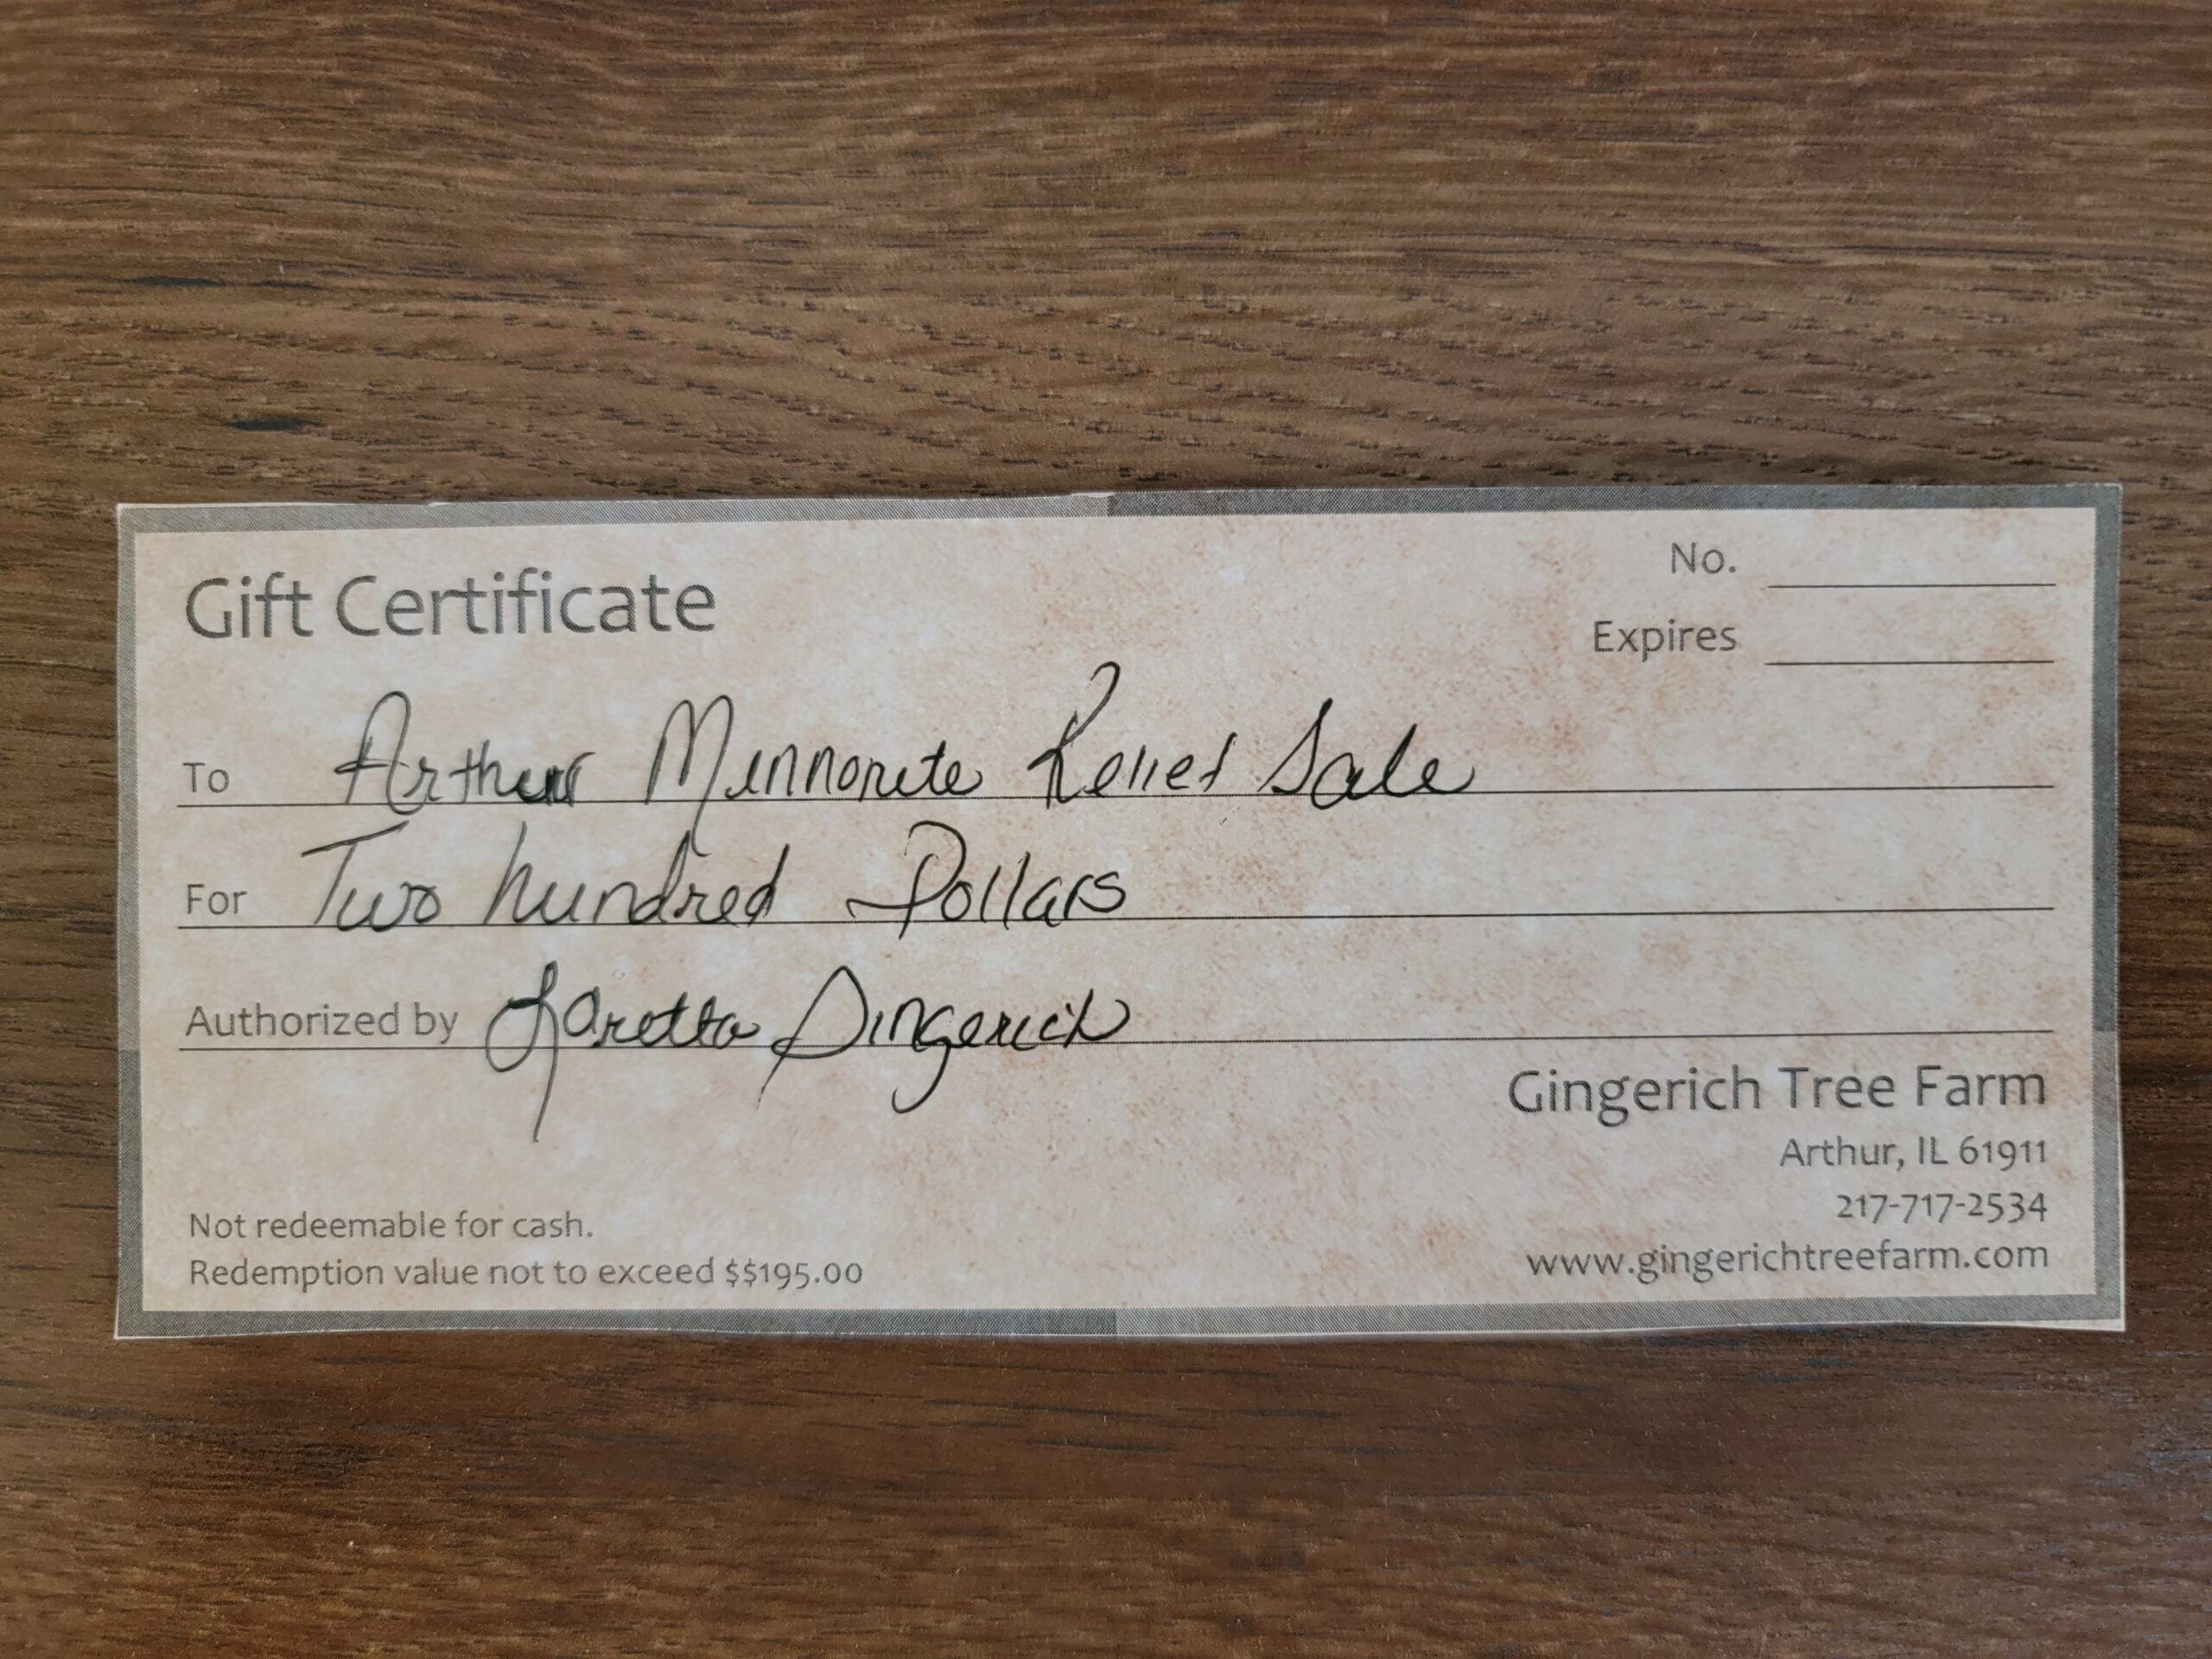 Gift Certificate
No.
Expires
To Arthur Mennonite Relief Sale
For Two hundred Dollars
Authorized by Loretta Gingerich
Gingerich Tree Farm
Arthur, IL 61911
217-717-2534
www.gingerichtreefarm.com
Not redeemable for cash.
Redemption value not to exceed $$195.00